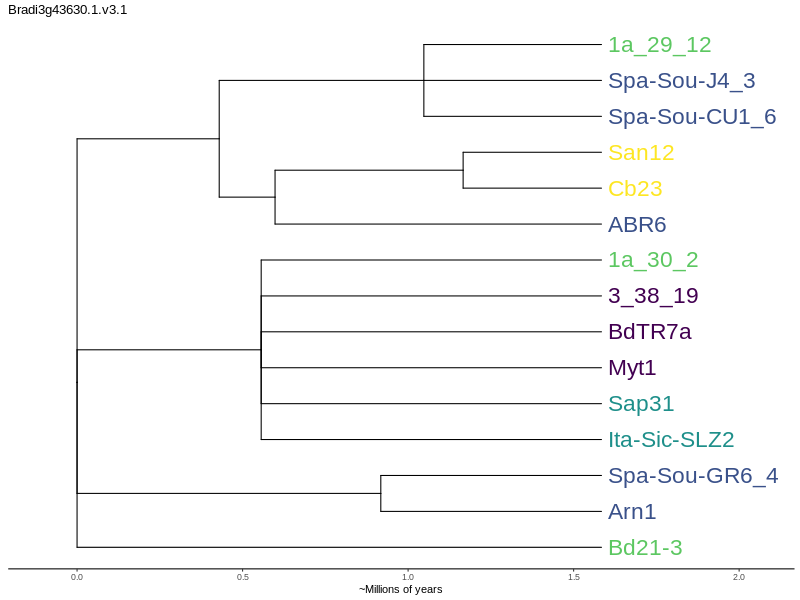 Bradi3g43630.1.v3.1
1a_29_12
Spa-Sou-J4_3
Spa-Sou-CU1_6
San12
Cb23
ABR6
1a_30_2
3_38_19
BdTR7a
Myt1
Sap31
Ita-Sic-SLZ2
Spa-Sou-GR6_4
Arn1
Bd21-3
0.0 0.5 1.0 1.5 2.0
~Millions of years